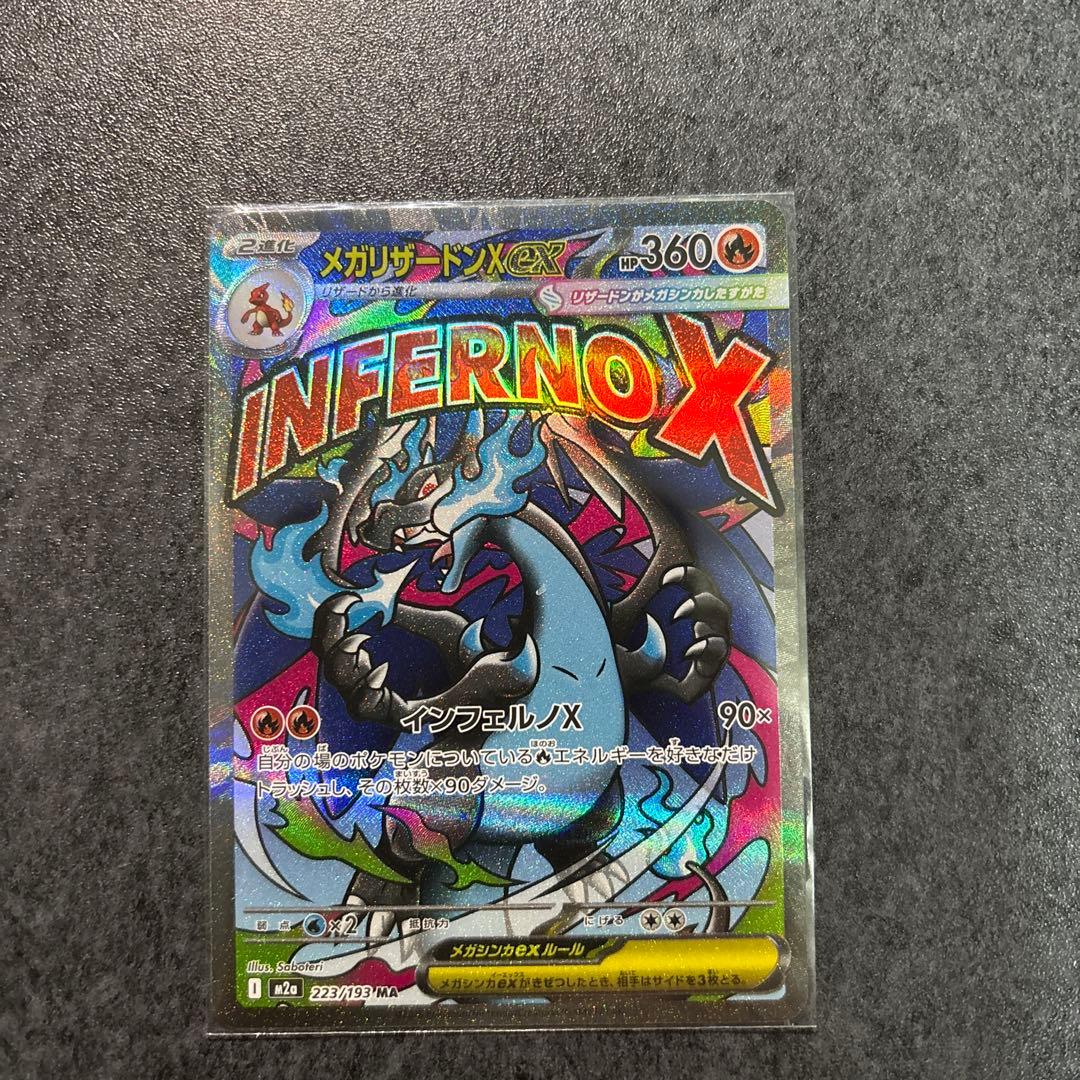 2進化
メガリザードンXex
HP360
リザードから進化
リザードンがメガシンカしたすがた
INFERNO X
インフェルノX 90×
自分の場のポケモンについているエネルギーを好きなだけ
トラッシュし、その枚数×90ダメージ。
弱点 ×2 抵抗力 にげる
メガシンカexルール
メガシンカexがきぜつしたとき、相手はサイドを3枚とる。
Illus. Saboteri
I m2a 223/193 MA